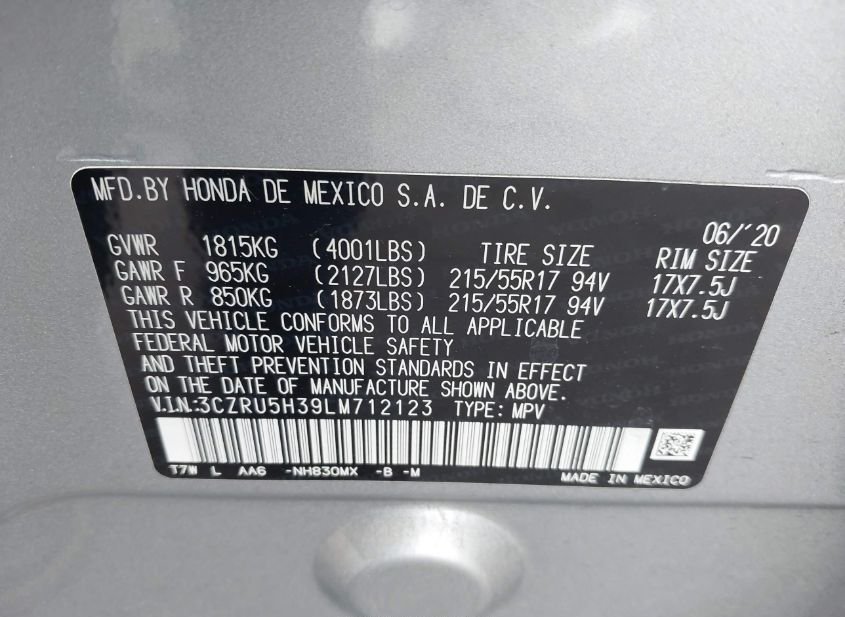 MFD.BY HONDA DE MEXICO S.A. DE C.V.
06/'20
GVWR 1815KG (4001LBS) TIRE SIZE RIM SIZE
GAWR F 965KG (2127LBS) 215/55R17 94V 17X7.5J
GAWR R 850KG (1873LBS) 215/55R17 94V 17X7.5J
THIS VEHICLE CONFORMS TO ALL APPLICABLE
FEDERAL MOTOR VEHICLE SAFETY
AND THEFT PREVENTION STANDARDS IN EFFECT
ON THE DATE OF MANUFACTURE SHOWN ABOVE.
V.I.N.:3CZRU5H39LM712123 TYPE: MPV
T7W L AA6 -NH830MX -B -M
MADE IN MEXICO